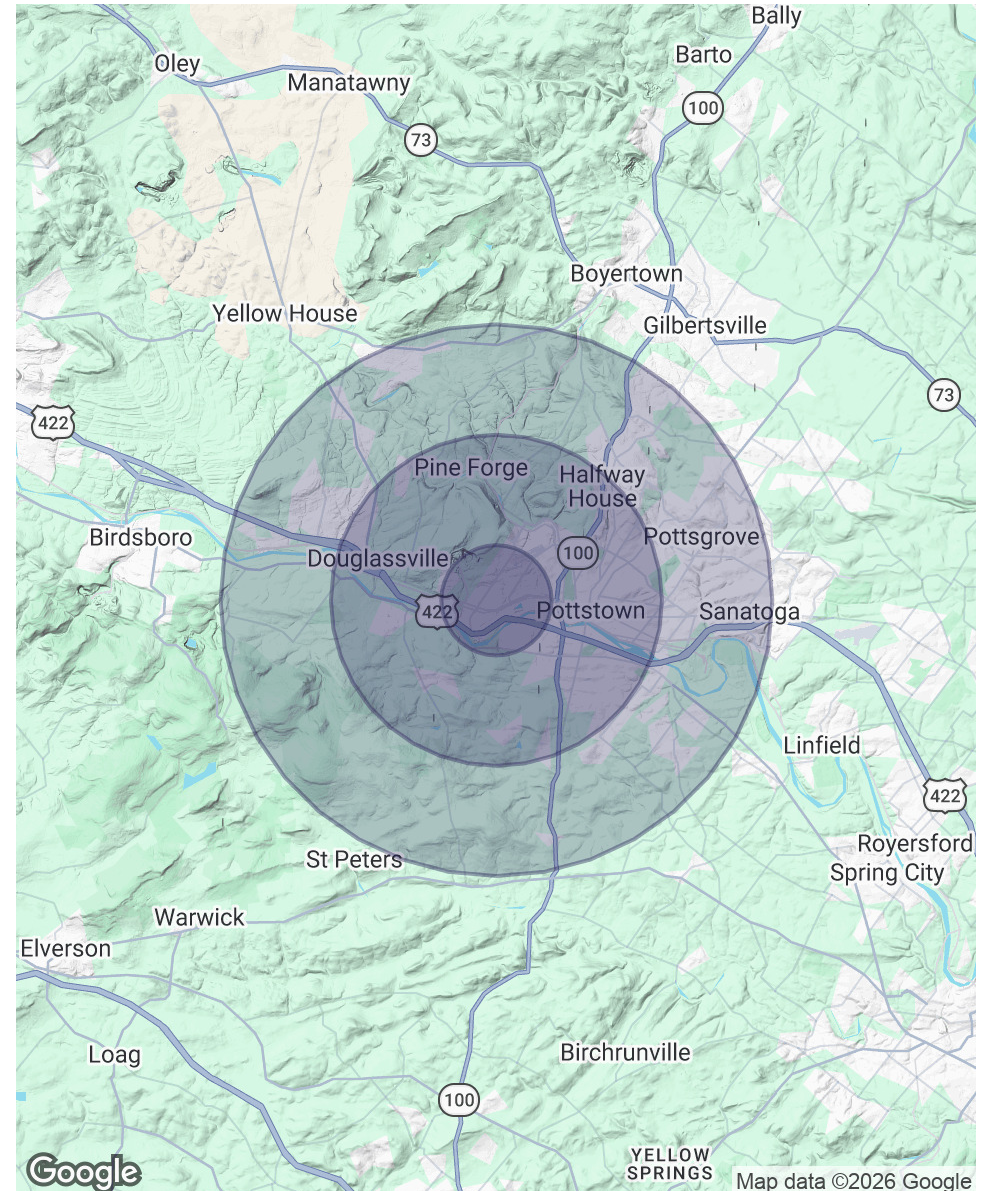 Bally
Barto
Oley
Manatawny
100
73
Boyertown
Yellow House
Gilbertsville
73
422
Pine Forge
Halfway
House
Birdsboro
Pottsgrove
Douglassville
100
422
Pottstown
Sanatoga
Linfield
422
Royersford
St Peters
Spring City
Warwick
Elverson
Loag
Birchrunville
100
YELLOW
SPRINGS
Google
Map data ©2026 Google